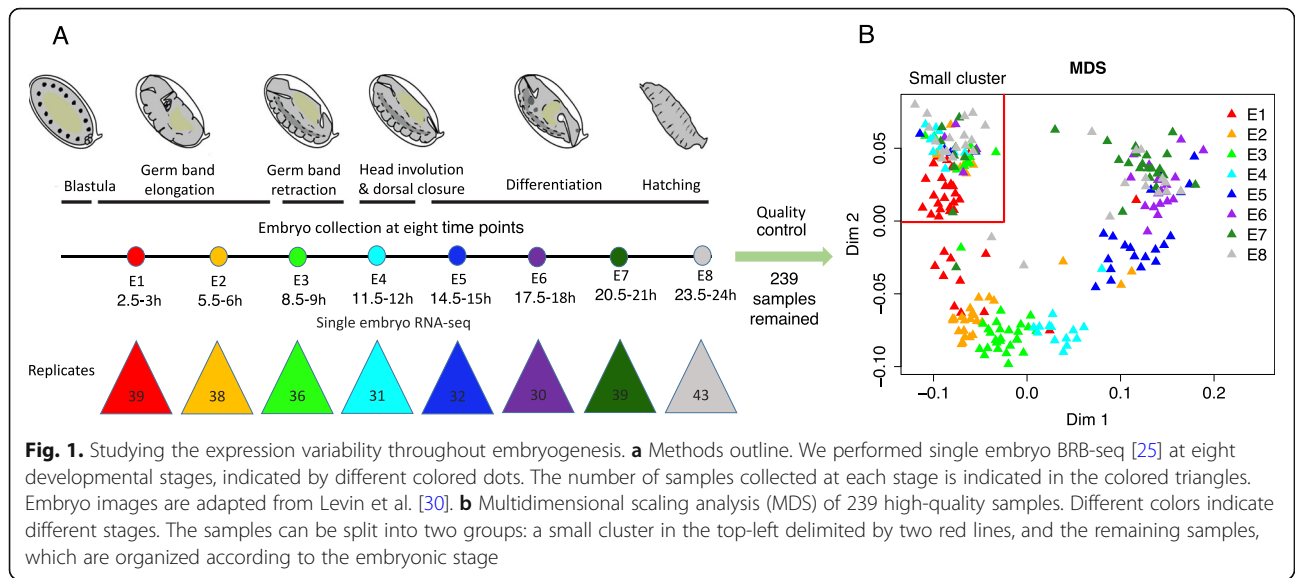 A
Blastula
Germ band
elongation
Germ band
retraction
Head involution
& dorsal closure
Differentiation
Hatching
Embryo collection at eight time points
E1 E2 E3 E4 E5 E6 E7 E8
2.5-3h 5.5-6h 8.5-9h 11.5-12h 14.5-15h 17.5-18h 20.5-21h 23.5-24h
Single embryo RNA-seq
Quality
control
239
samples
remained
Replicates
39 38 36 31 32 30 39 43
B
MDS
Small cluster
E1
E2
E3
E4
E5
E6
E7
E8
Dim 2
0.05
0.00
−0.05
−0.10
−0.1 0.0 0.1 0.2
Dim 1
Fig. 1. Studying the expression variability throughout embryogenesis. a Methods outline. We performed single embryo BRB-seq [25] at eight
developmental stages, indicated by different colored dots. The number of samples collected at each stage is indicated in the colored triangles.
Embryo images are adapted from Levin et al. [30]. b Multidimensional scaling analysis (MDS) of 239 high-quality samples. Different colors indicate
different stages. The samples can be split into two groups: a small cluster in the top-left delimited by two red lines, and the remaining samples,
which are organized according to the embryonic stage